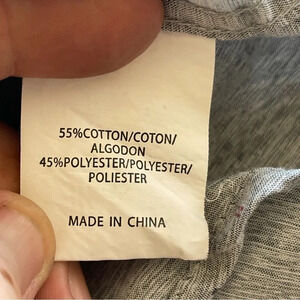 55%COTTON/COTON/
ALGODON
45%POLYESTER/POLYESTER/
POLIESTER
MADE IN CHINA